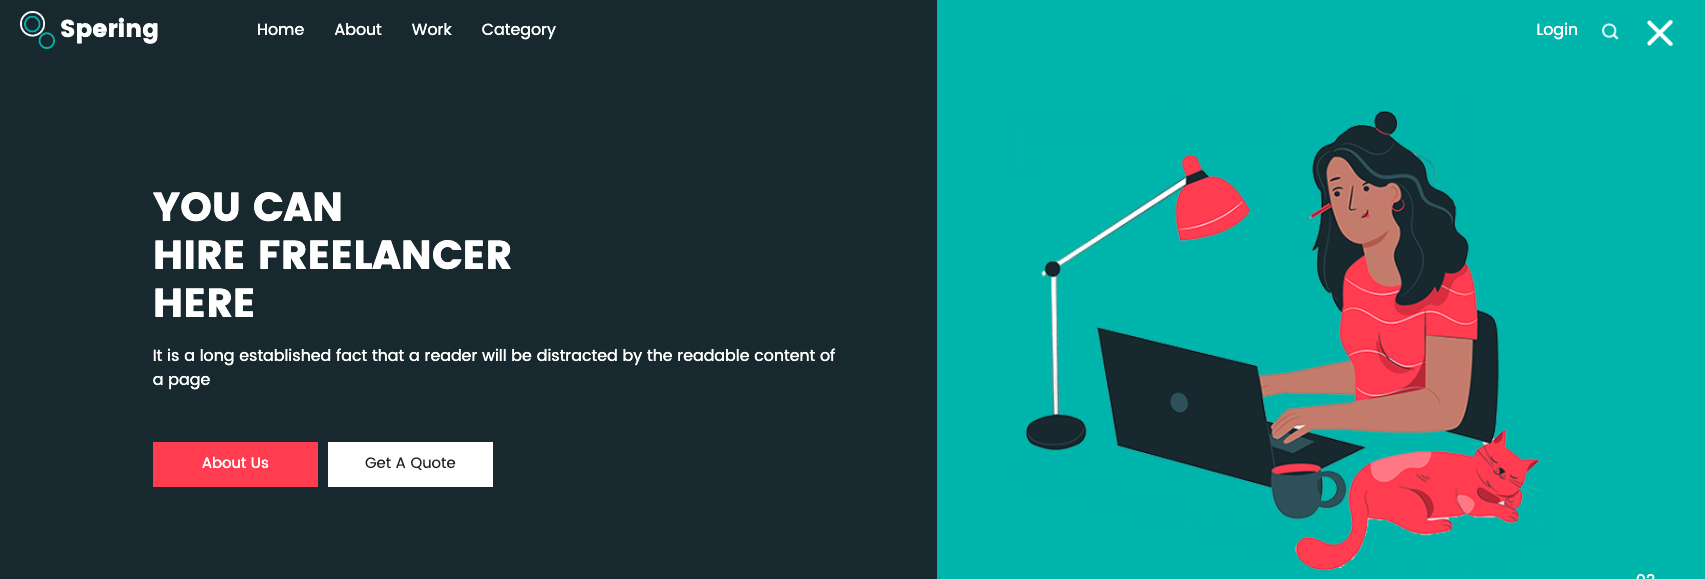 Spering
Home About Work Category
Login
YOU CAN
HIRE FREELANCER
HERE
It is a long established fact that a reader will be distracted by the readable content of
a page
About Us
Get A Quote